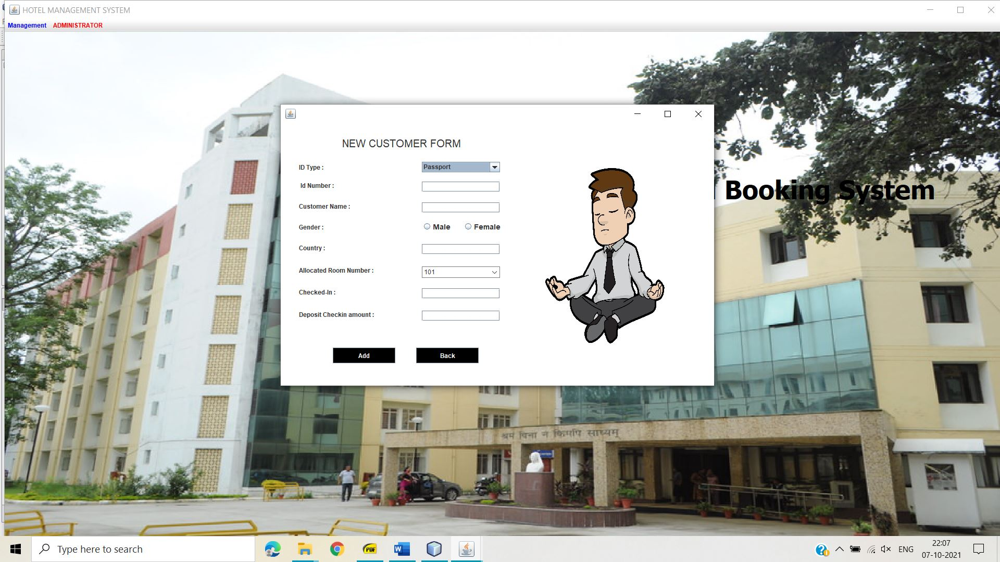 HOTEL MANAGEMENT SYSTEM
Management ADMINISTRATOR
NEW CUSTOMER FORM
ID Type : Passport
Id Number :
Customer Name :
Gender : Male Female
Country :
Allocated Room Number : 101
Checked-In :
Deposit Checkin amount :
Add Back
Booking System
श्रमं विना न किमपि साध्यम्
Type here to search
PDF
W
ENG
22:07
07-10-2021